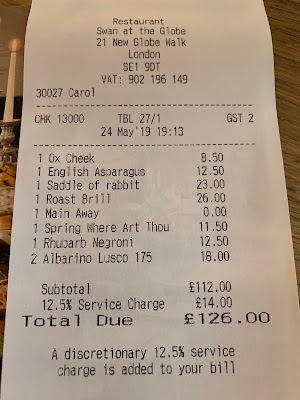 Restaurant
Swan at the Globe
21 New Globe Walk
London
SE1 9DT
VAT: 902 196 149
30027 Carol
CHK 13000 TBL 27/1 GST 2
24 May'19 19:13
1 Ox Cheek 8.50
1 English Asparagus 12.50
1 Saddle of rabbit 23.00
1 Roast Brill 26.00
1 Main Away 0.00
1 Spring Where Art Thou 11.50
1 Rhubarb Negroni 12.50
2 Albarino Lusco 175 18.00
Subtotal £112.00
12.5% Service Charge £14.00
Total Due £126.00
A discretionary 12.5% service
charge is added to your bill